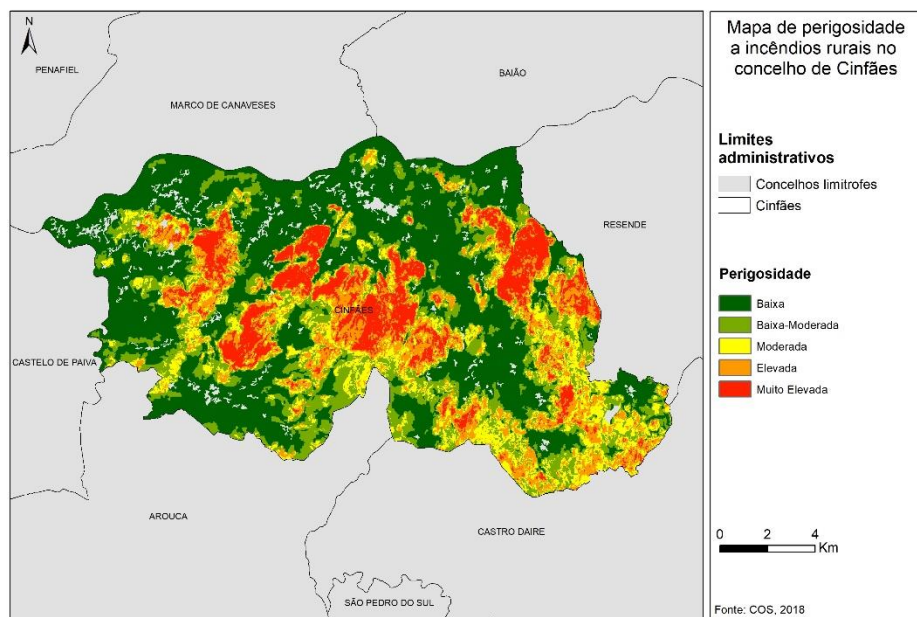 N
PENAFIEL
BAIÃO
MARCO DE CANAVESES
RESENDE
CINFÃES
CASTELO DE PAIVA
AROUCA
CASTRO DAIRE
SÃO PEDRO DO SUL
Mapa de perigosidade
a incêndios rurais no
concelho de Cinfães
Limites
administrativos
Concelhos limitrofes
Cinfães
Perigosidade
Baixa
Baixa-Moderada
Moderada
Elevada
Muito Elevada
0 2 4
Km
Fonte: COS, 2018